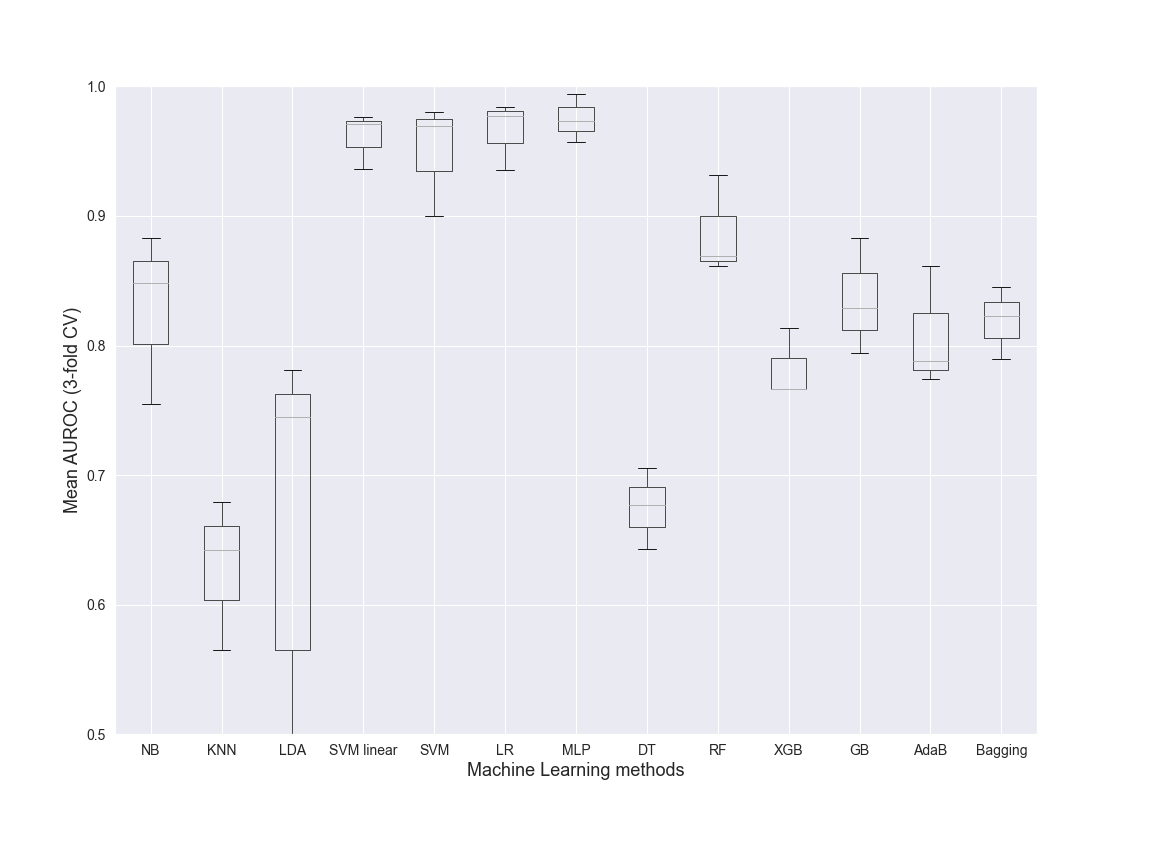 1.0
0.9
0.8
0.7
0.6
0.5
Mean AUROC (3-fold CV)
NB KNN LDA SVM linear SVM LR MLP DT RF XGB GB AdaB Bagging
Machine Learning methods